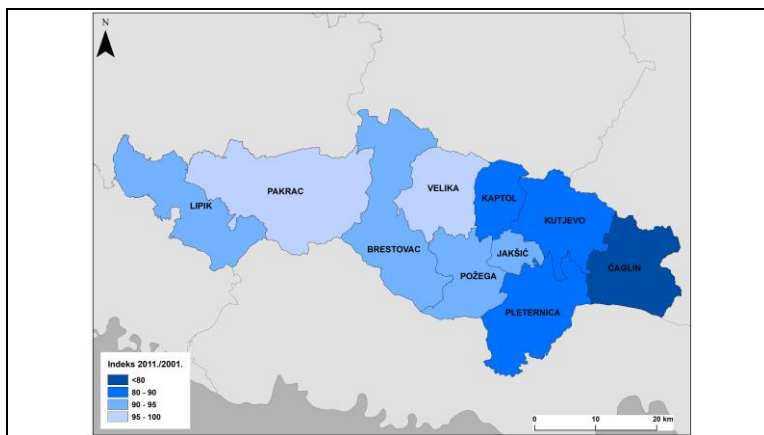 N
PAKRAC
VELIKA
KAPTOL
LIPIK
KUTJEVO
BRESTOVAC
JAKŠIĆ
POŽEGA
ČAGLIN
PLETERNICA
Indeks 2011./2001.
<80
80 - 90
90 - 95
95 - 100
0 10 20 km